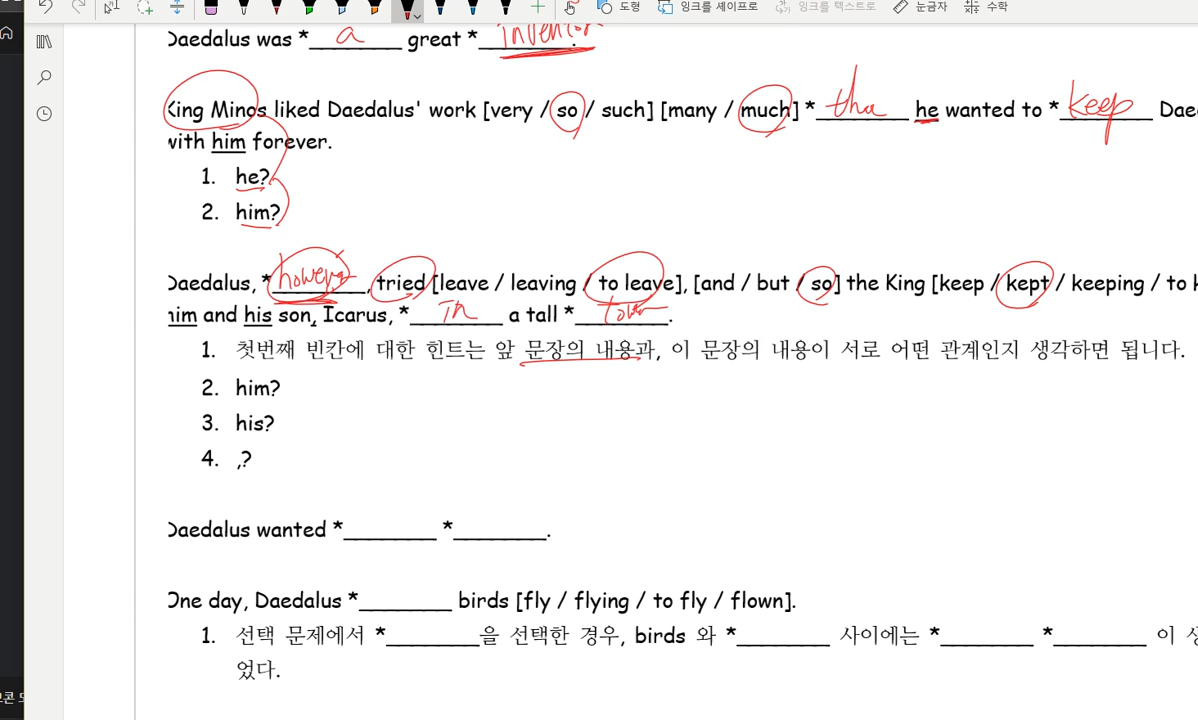 도형 잉크를 셰이프로 잉크를 텍스트로 눈금자 수학
Daedalus was * a great * inventor.
King Minos liked Daedalus' work [very / so / such] [many / much] * tha he wanted to * keep Dae
with him forever.
1. he?
2. him?
Daedalus, * however, tried [leave / leaving / to leave], [and / but / so] the King [keep / kept / keeping / to k
him and his son, Icarus, * in a tall * tower.
1. 첫번째 빈칸에 대한 힌트는 앞 문장의 내용과, 이 문장의 내용이 서로 어떤 관계인지 생각하면 됩니다.
2. him?
3. his?
4. ,?
Daedalus wanted *________ *________.
One day, Daedalus *________ birds [fly / flying / to fly / flown].
1. 선택 문제에서 *________을 선택한 경우, birds 와 *________ 사이에는 *________ *________ 이 생
었다.